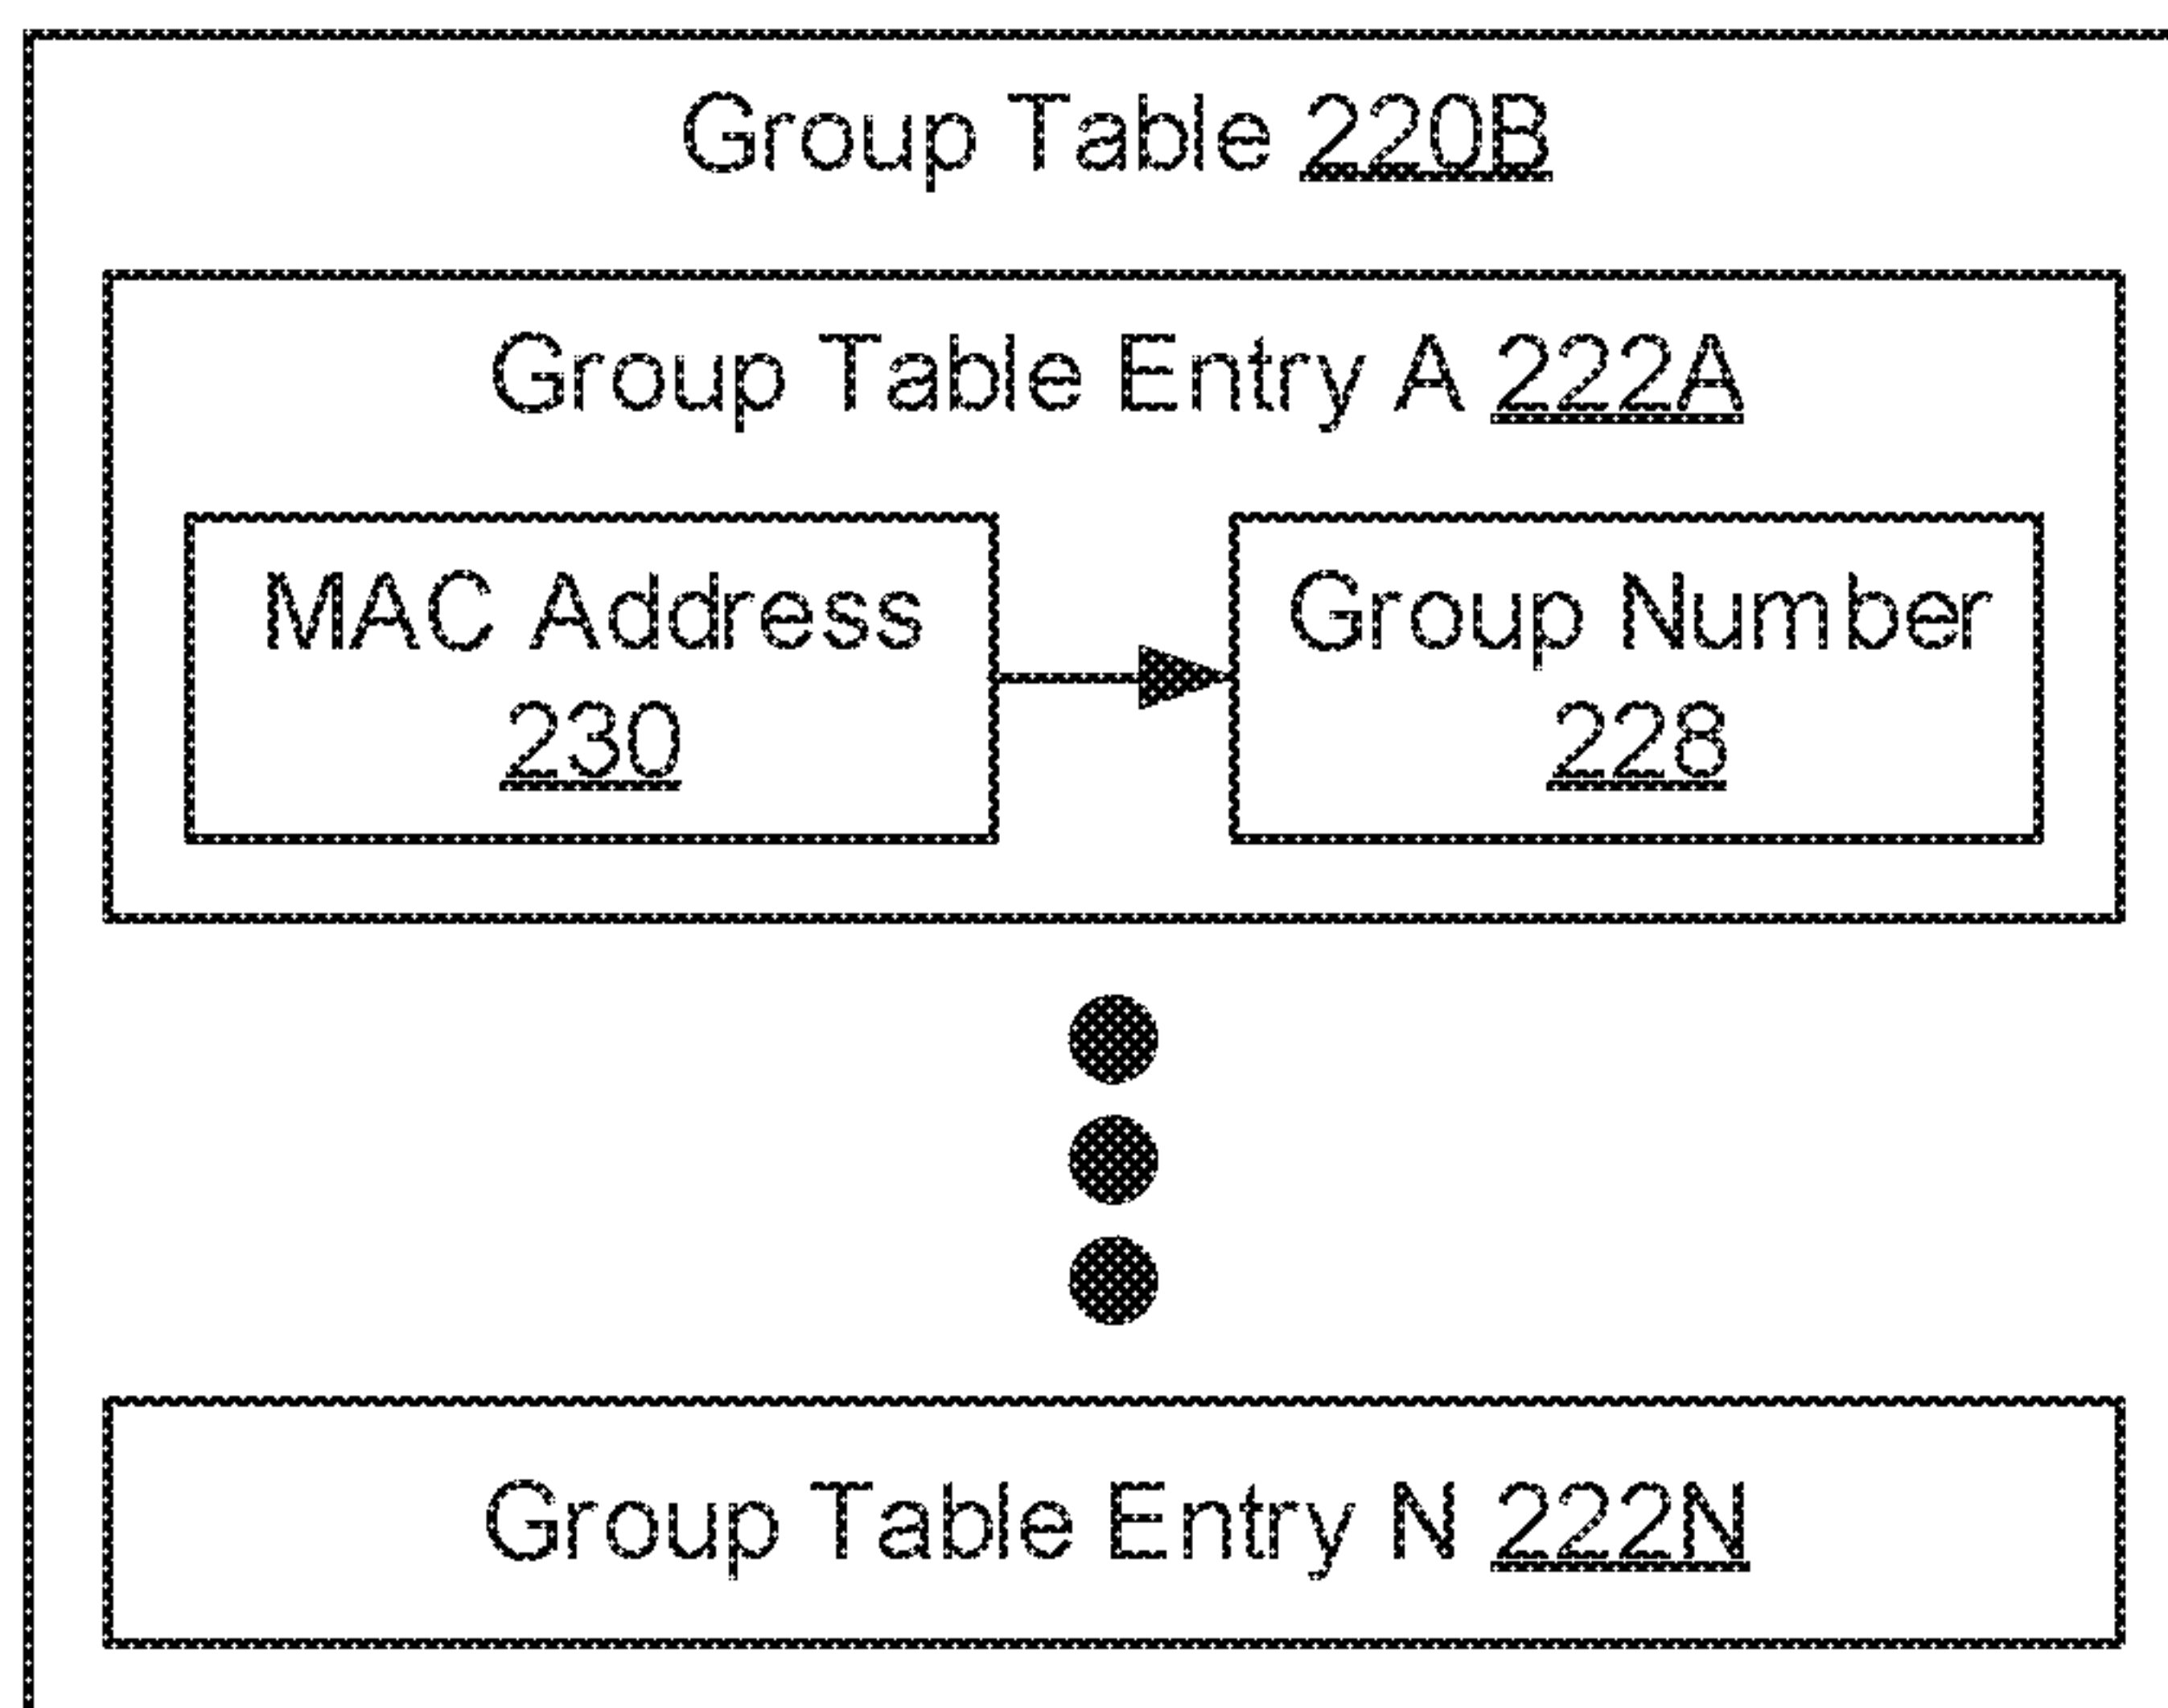 Group Table 220B
Group Table Entry A 222A
MAC Address
230
Group Number
228
Group Table Entry N 222N